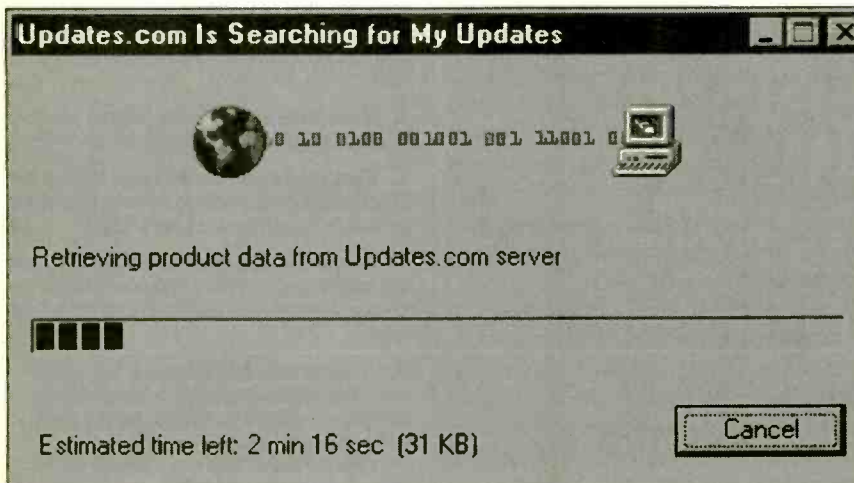 Updates.com Is Searching for My Updates
0 10 0100 001001 001 11001 0
Retrieving product data from Updates.com server
Estimated time left: 2 min 16 sec (31 KB)
Cancel